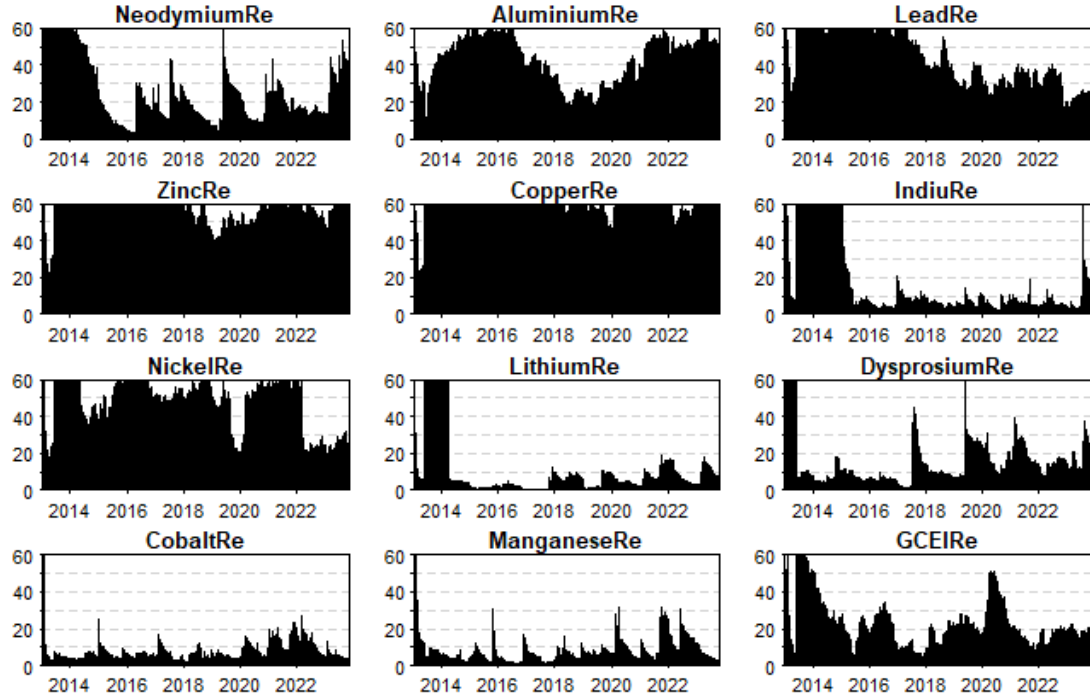 NeodymiumRe AluminiumRe LeadRe
60 60 60
40 40 40
20 20 20
0 0 0
2014 2016 2018 2020 2022 2014 2016 2018 2020 2022 2014 2016 2018 2020 2022
ZincRe CopperRe IndiuRe
60 60 60
40 40 40
20 20 20
0 0 0
2014 2016 2018 2020 2022 2014 2016 2018 2020 2022 2014 2016 2018 2020 2022
NickelRe LithiumRe DysprosiumRe
60 60 60
40 40 40
20 20 20
0 0 0
2014 2016 2018 2020 2022 2014 2016 2018 2020 2022 2014 2016 2018 2020 2022
CobaltRe ManganeseRe GCEIRe
60 60 60
40 40 40
20 20 20
0 0 0
2014 2016 2018 2020 2022 2014 2016 2018 2020 2022 2014 2016 2018 2020 2022